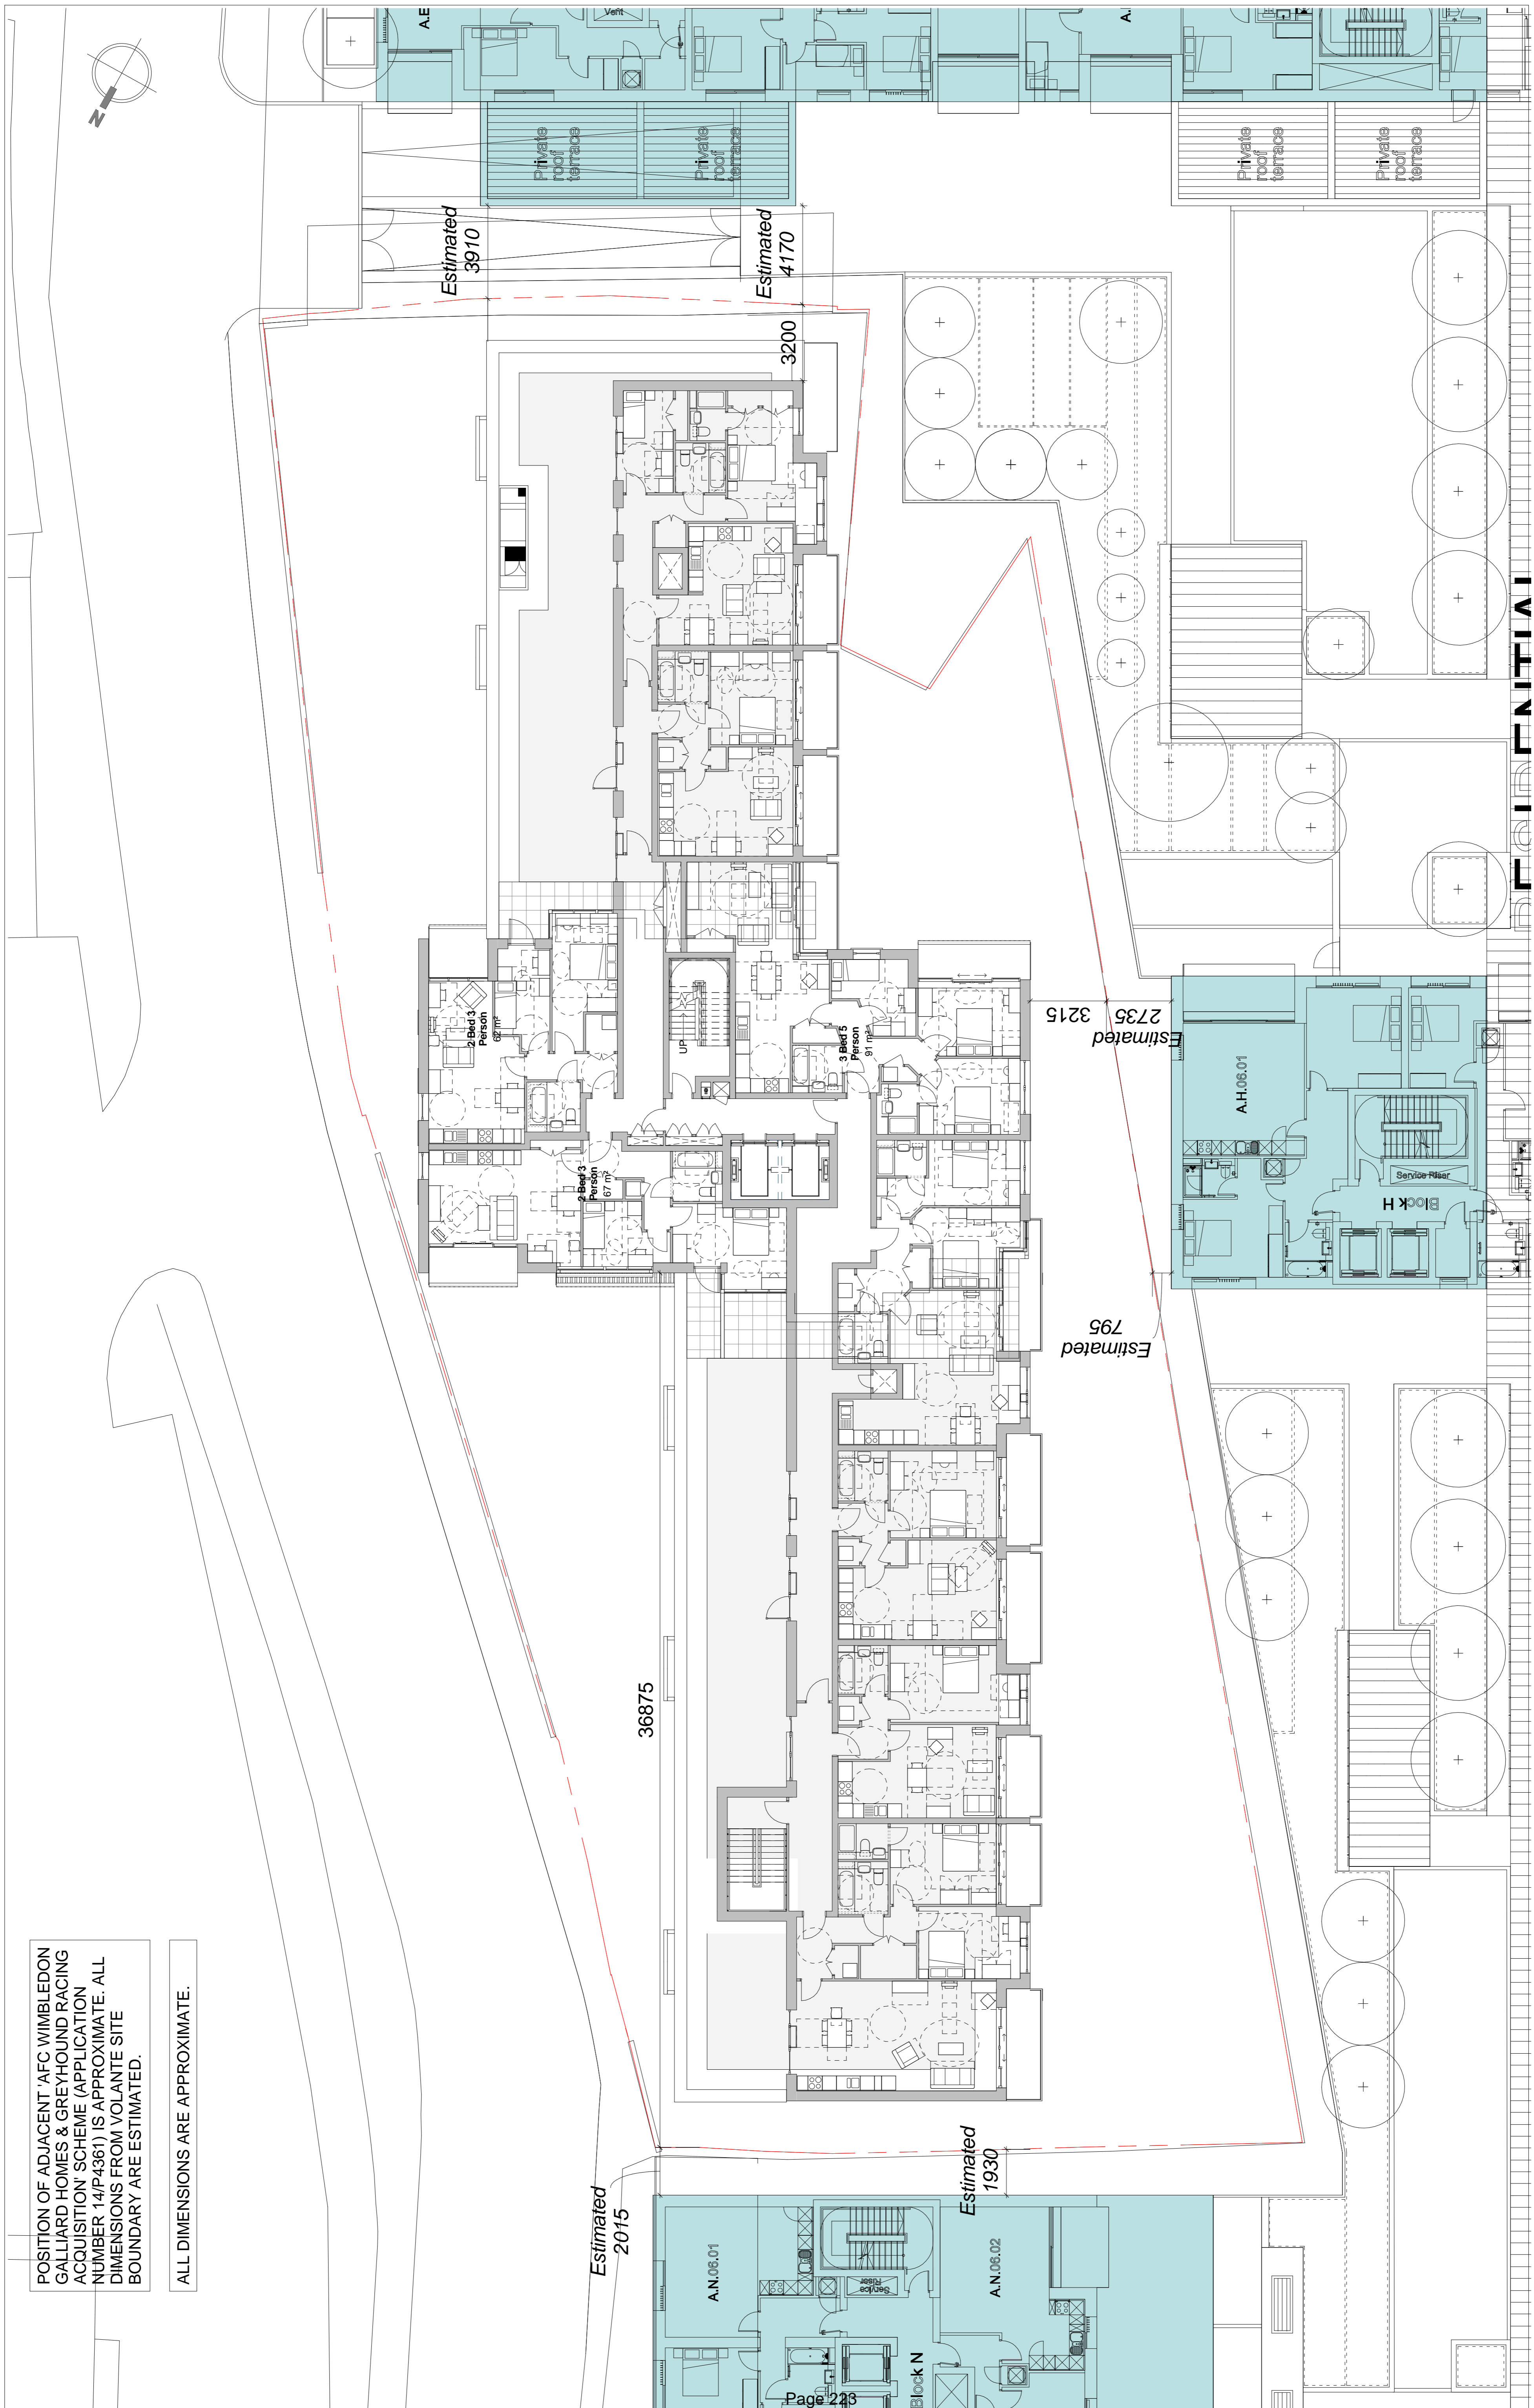 A.E
Vent
A.
N
Private
roof
terrace
Private
roof
terrace
Private
roof
terrace
Private
roof
terrace
Estimated
3910
Estimated
4170
3200
2 Bed 3
Person
62 m²
UP
3 Bed 5
Person
91 m²
3215
Estimated
2735
A.H.06.01
2 Bed 3
Person
67 m²
Service Riser
Block H
Estimated
795
36875
POSITION OF ADJACENT 'AFC WIMBLEDON
GALLIARD HOMES & GREYHOUND RACING
ACQUISITION' SCHEME (APPLICATION
NUMBER 14/P4361) IS APPROXIMATE. ALL
DIMENSIONS FROM VOLANTE SITE
BOUNDARY ARE ESTIMATED.
ALL DIMENSIONS ARE APPROXIMATE.
Estimated
2015
Estimated
1930
A.N.06.01
Service
Riser
A.N.06.02
Block N
Page 223